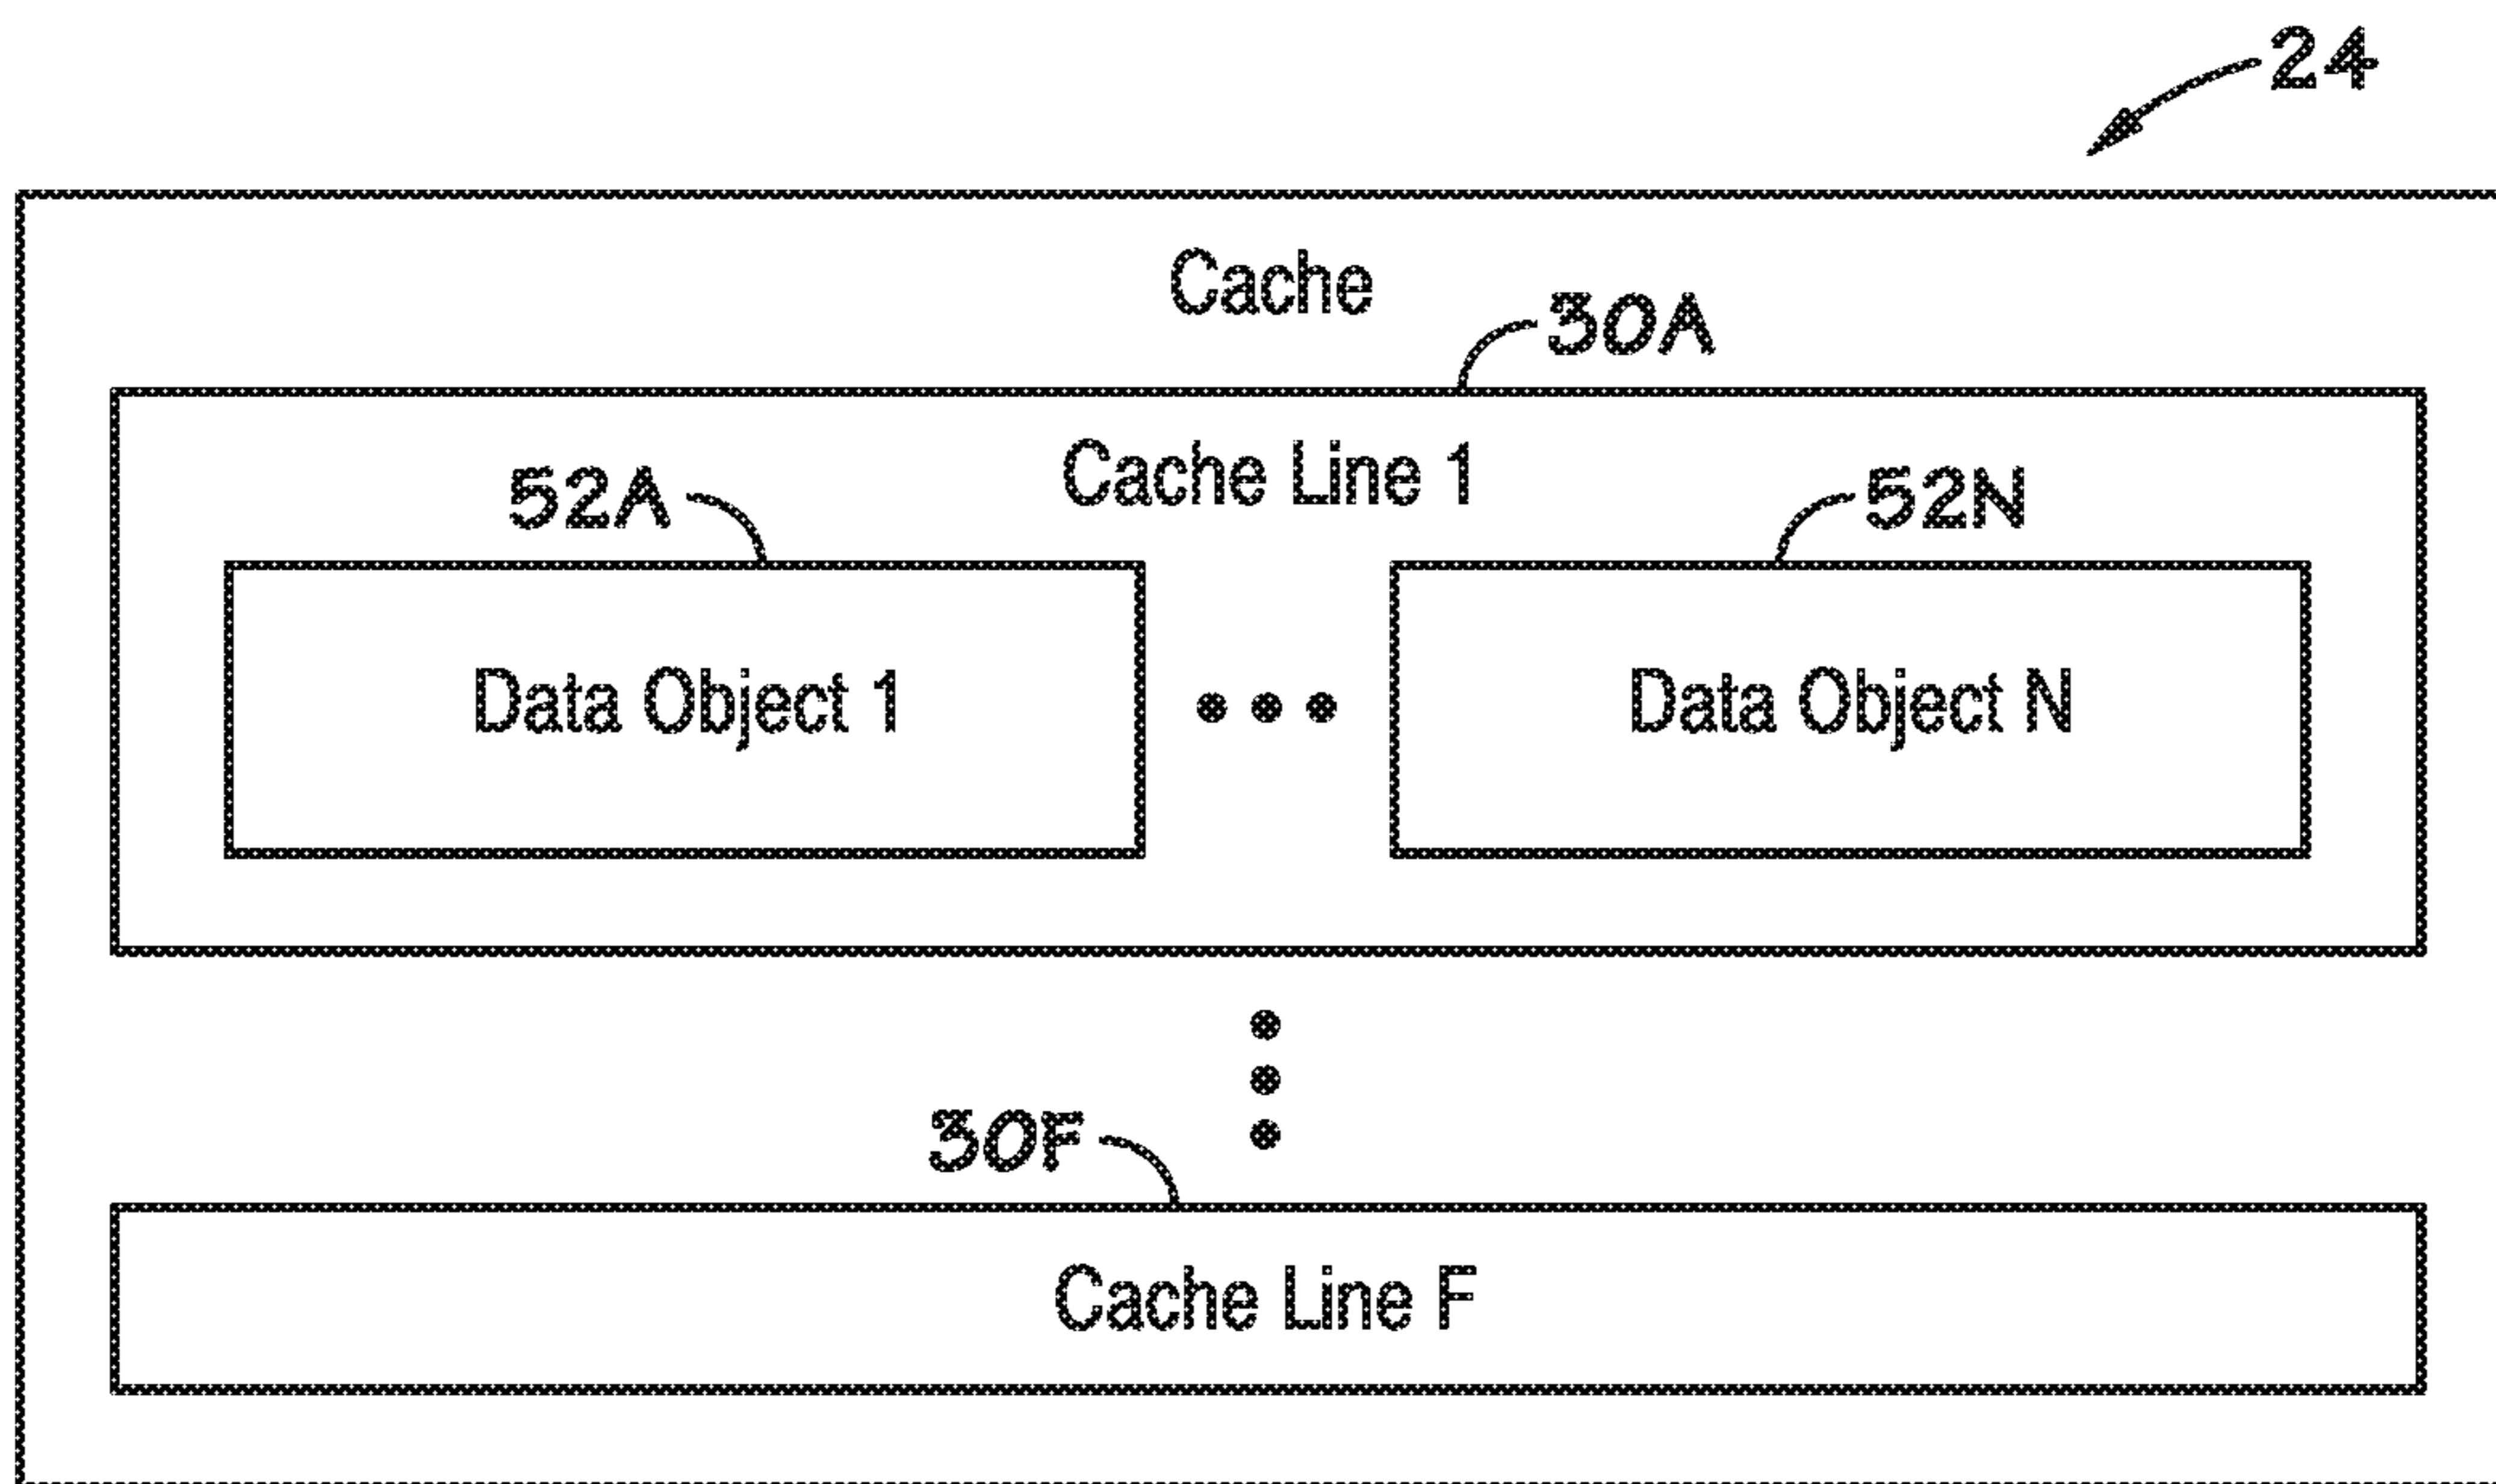 24
Cache
30A
Cache Line 1
52A
52N
Data Object 1
Data Object N
30F
Cache Line F